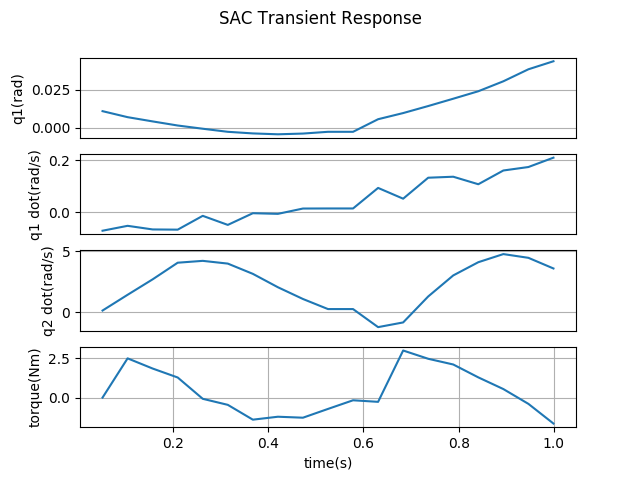 SAC Transient Response
q1(rad)
0.025
0.000
q1 dot(rad/s)
0.2
0.0
q2 dot(rad/s)
5
0
torque(Nm)
2.5
0.0
0.2 0.4 0.6 0.8 1.0
time(s)